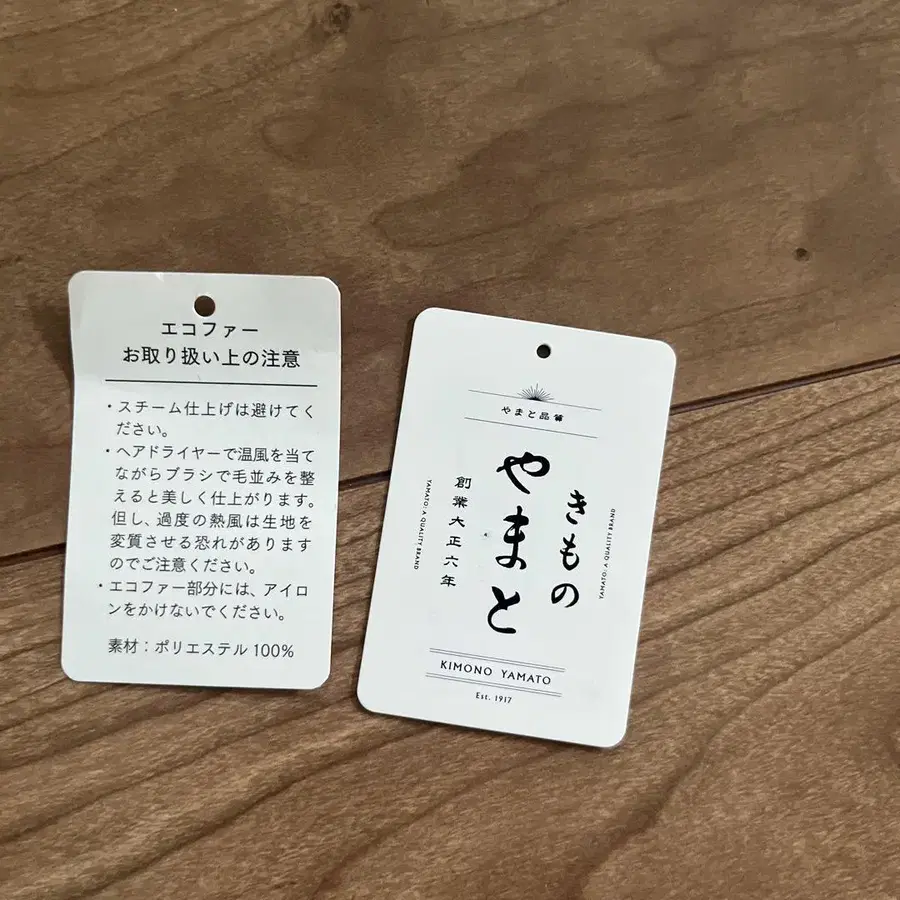 エコファー
お取り扱い上の注意
・スチーム仕上げは避けてく
ださい。
・ヘアドライヤーで温風を当て
ながらブラシで毛並みを整
えると美しく仕上がります。
但し、過度の熱風は生地を
変質させる恐れがあります
のでご注意ください。
・エコファー部分には、アイロ
ンをかけないでください。
素材：ポリエステル100%
やまと品質
きもの
やまと
創業大正六年
YAMATO: A QUALITY BRAND
YAMATO: A QUALITY BRAND
KIMONO YAMATO
Est. 1917